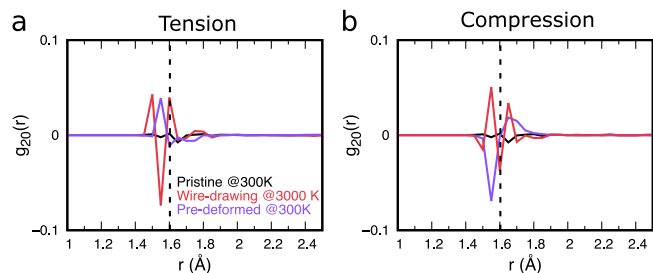 a Tension
0.1
0
−0.1
g20(r)
Pristine @300K
Wire-drawing @3000 K
Pre-deformed @300K
1 1.2 1.4 1.6 1.8 2 2.2 2.4
r (Å)
b Compression
0.1
0
−0.1
g20(r)
1 1.2 1.4 1.6 1.8 2 2.2 2.4
r (Å)